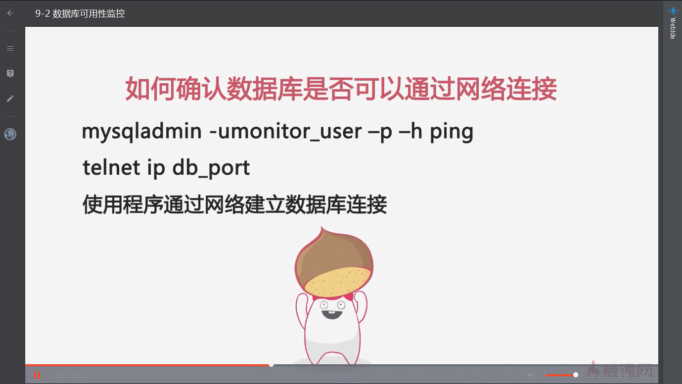 9-2 数据库可用性监控
Webide
如何确认数据库是否可以通过网络连接
mysqladmin -umonitor_user –p –h ping
telnet ip db_port
使用程序通过网络建立数据库连接
慕课网